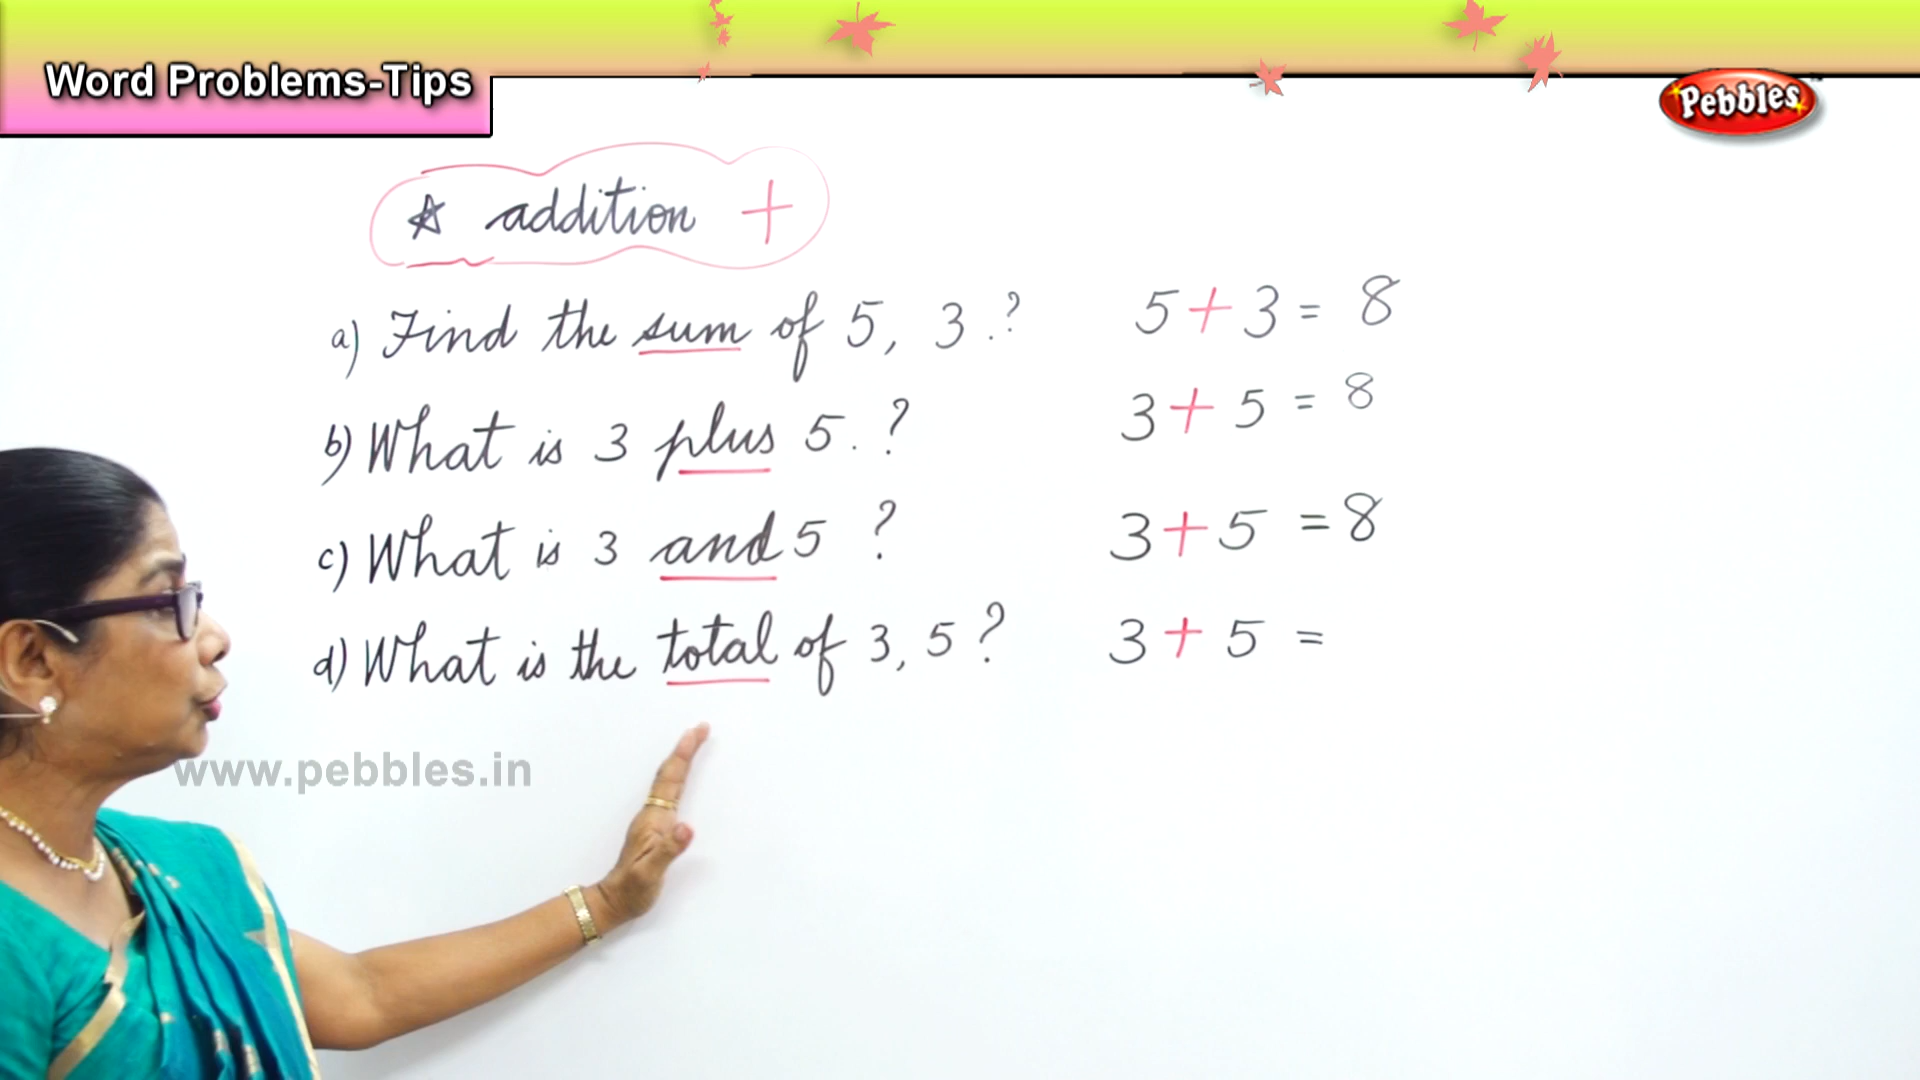 Word Problems-Tips
Pebbles
☆ addition +
a) Find the sum of 5, 3.? 5+3= 8
b) What is 3 plus 5.? 3+5 = 8
c) What is 3 and 5 ? 3+5 =8
d) What is the total of 3, 5? 3+5 =
www.pebbles.in